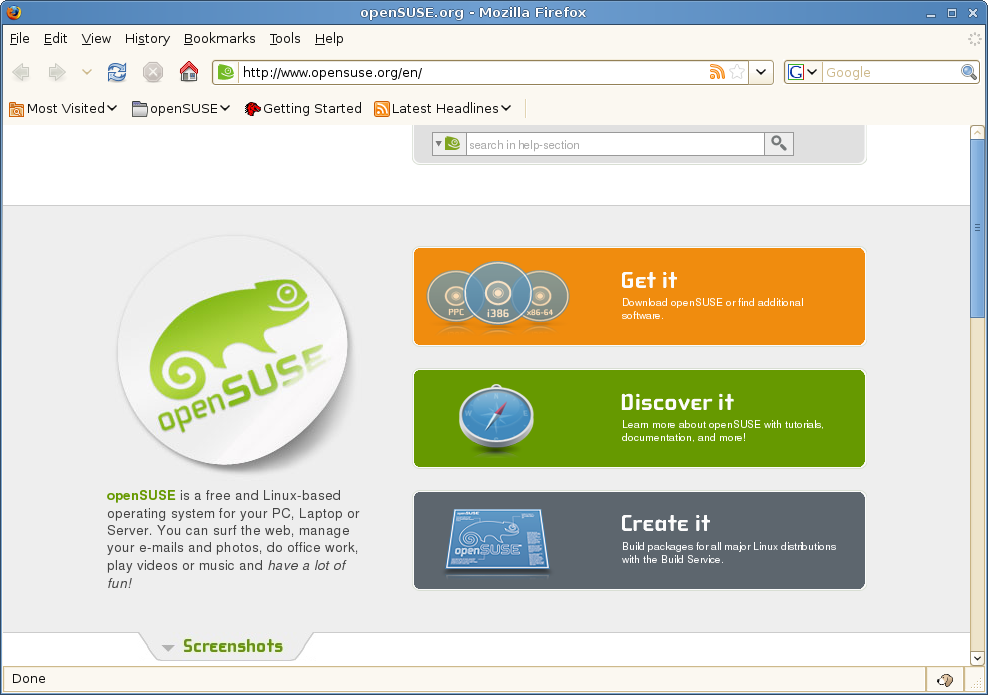 openSUSE.org - Mozilla Firefox
File Edit View History Bookmarks Tools Help
http://www.opensuse.org/en/
Google
Most Visited openSUSE Getting Started Latest Headlines
search in help-section
openSUSE
openSUSE is a free and Linux-based
operating system for your PC, Laptop or
Server. You can surf the web, manage
your e-mails and photos, do office work,
play videos or music and have a lot of
fun!
PPC i386 x86-64
Get it
Download openSUSE or find additional
software.
N
W E
S
Discover it
Learn more about openSUSE with tutorials,
documentation, and more!
openSUSE
Create it
Build packages for all major Linux distributions
with the Build Service.
Screenshots
Done